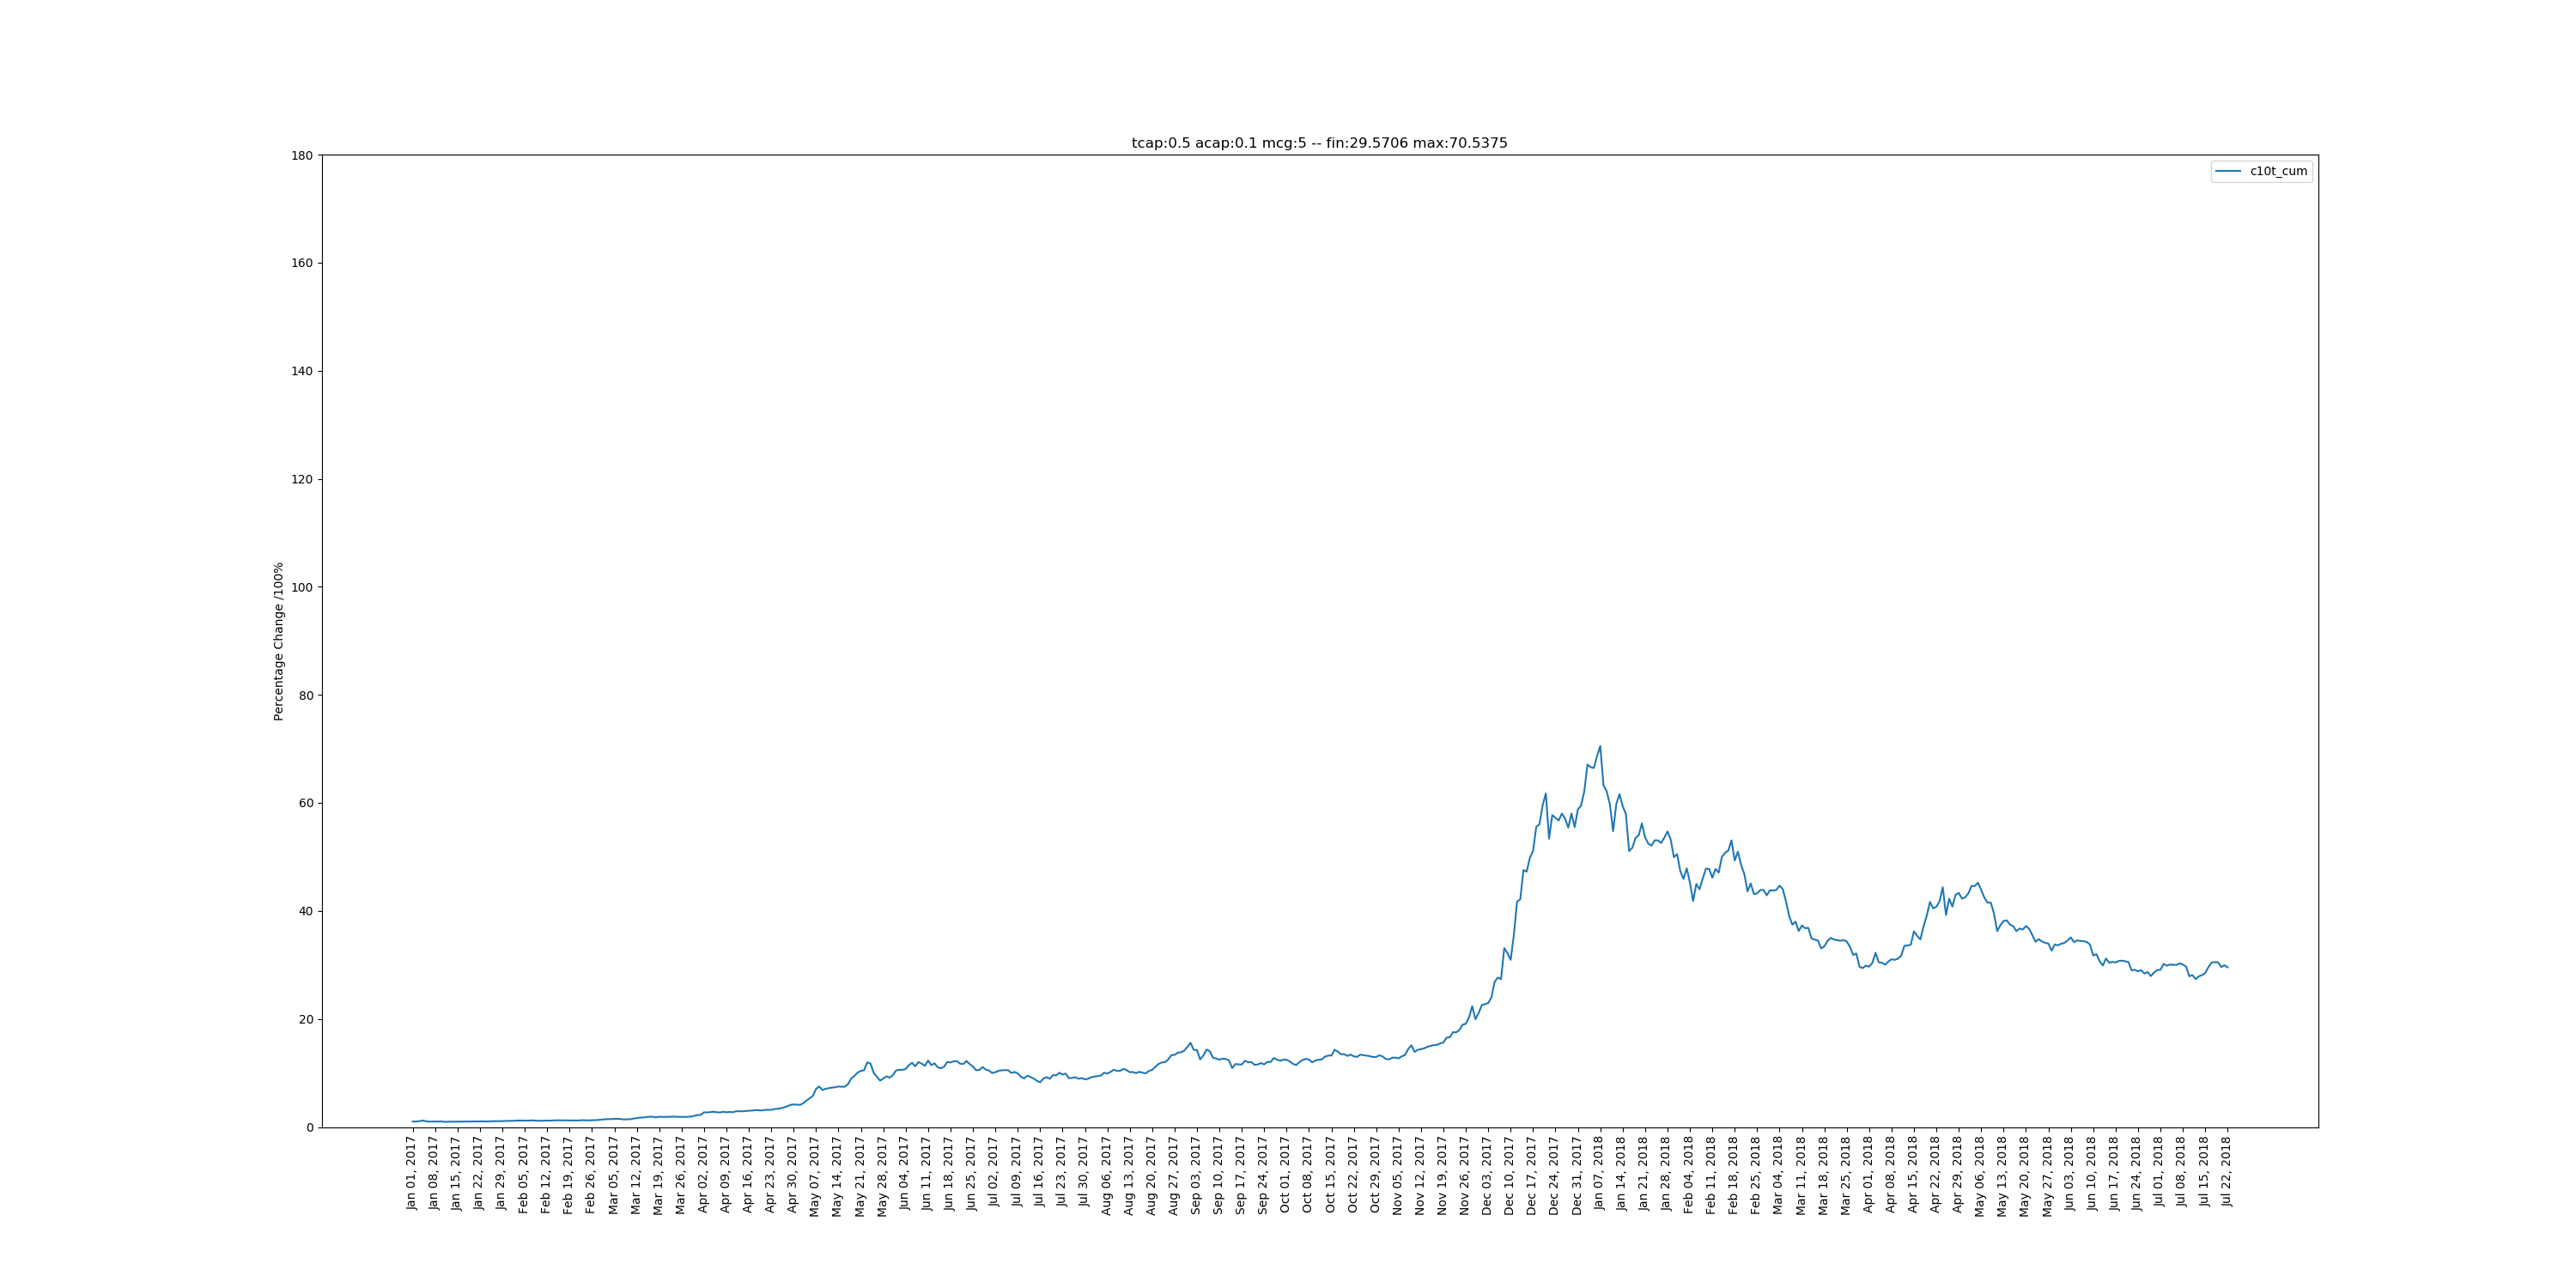 tcap:0.5 acap:0.1 mcg:5 -- fin:29.5706 max:70.5375
c10t_cum
Percentage Change /100%
180
160
140
120
100
80
60
40
20
0
Jan 01, 2017
Jan 08, 2017
Jan 15, 2017
Jan 22, 2017
Jan 29, 2017
Feb 05, 2017
Feb 12, 2017
Feb 19, 2017
Feb 26, 2017
Mar 05, 2017
Mar 12, 2017
Mar 19, 2017
Mar 26, 2017
Apr 02, 2017
Apr 09, 2017
Apr 16, 2017
Apr 23, 2017
Apr 30, 2017
May 07, 2017
May 14, 2017
May 21, 2017
May 28, 2017
Jun 04, 2017
Jun 11, 2017
Jun 18, 2017
Jun 25, 2017
Jul 02, 2017
Jul 09, 2017
Jul 16, 2017
Jul 23, 2017
Jul 30, 2017
Aug 06, 2017
Aug 13, 2017
Aug 20, 2017
Aug 27, 2017
Sep 03, 2017
Sep 10, 2017
Sep 17, 2017
Sep 24, 2017
Oct 01, 2017
Oct 08, 2017
Oct 15, 2017
Oct 22, 2017
Oct 29, 2017
Nov 05, 2017
Nov 12, 2017
Nov 19, 2017
Nov 26, 2017
Dec 03, 2017
Dec 10, 2017
Dec 17, 2017
Dec 24, 2017
Dec 31, 2017
Jan 07, 2018
Jan 14, 2018
Jan 21, 2018
Jan 28, 2018
Feb 04, 2018
Feb 11, 2018
Feb 18, 2018
Feb 25, 2018
Mar 04, 2018
Mar 11, 2018
Mar 18, 2018
Mar 25, 2018
Apr 01, 2018
Apr 08, 2018
Apr 15, 2018
Apr 22, 2018
Apr 29, 2018
May 06, 2018
May 13, 2018
May 20, 2018
May 27, 2018
Jun 03, 2018
Jun 10, 2018
Jun 17, 2018
Jun 24, 2018
Jul 01, 2018
Jul 08, 2018
Jul 15, 2018
Jul 22, 2018